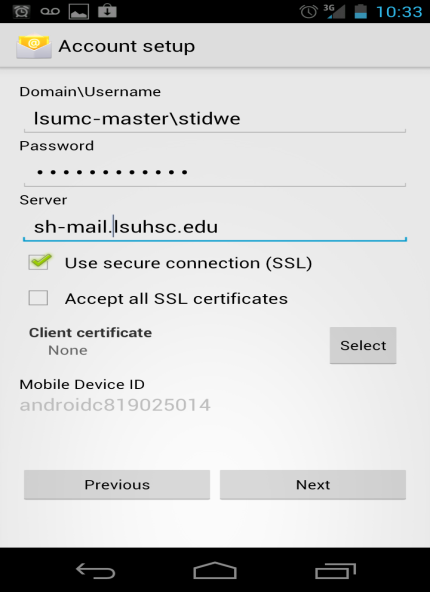 3G 10:33
Account setup
Domain\Username
lsumc-master\stidwe
Password
••••••••••••
Server
sh-mail.lsuhsc.edu
Use secure connection (SSL)
Accept all SSL certificates
Client certificate
None
Select
Mobile Device ID
androidc819025014
Previous
Next